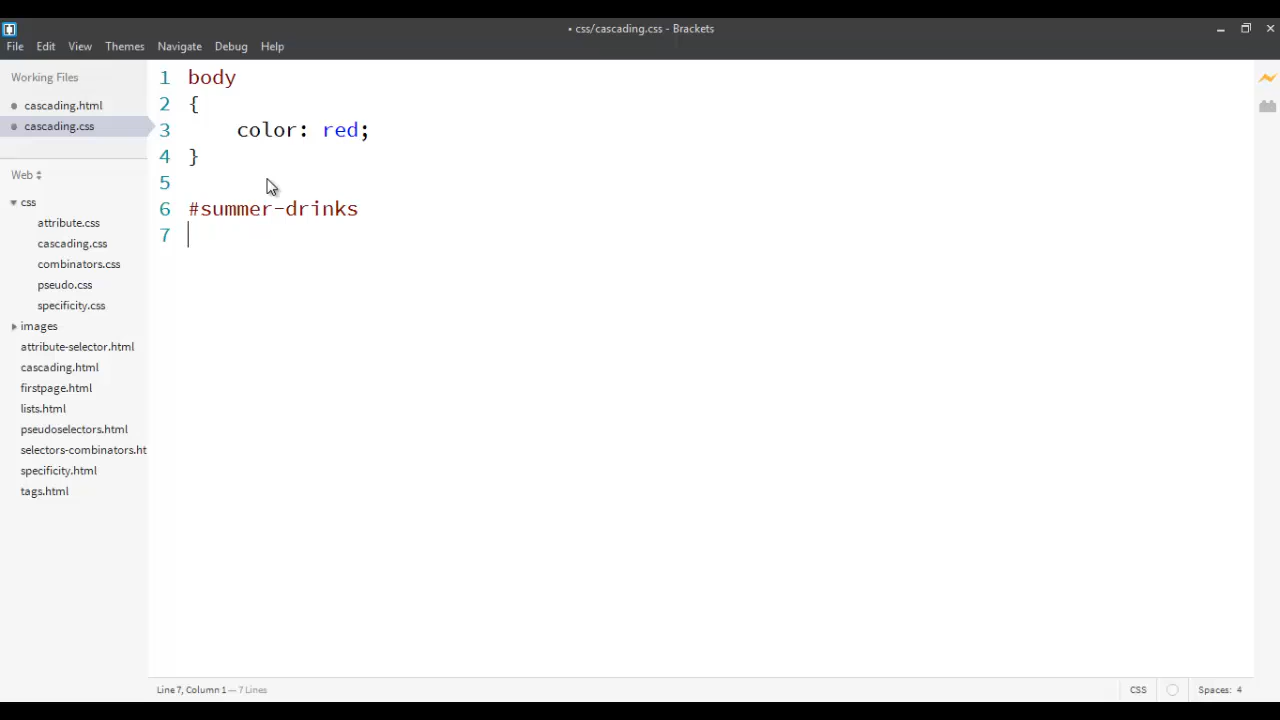 • css/cascading.css - Brackets
File Edit View Themes Navigate Debug Help
Working Files
cascading.html
cascading.css
Web
css
attribute.css
cascading.css
combinators.css
pseudo.css
specificity.css
images
attribute-selector.html
cascading.html
firstpage.html
lists.html
pseudoselectors.html
selectors-combinators.ht
specificity.html
tags.html
1 body
2 {
3 color: red;
4 }
5
6 #summer-drinks
7
Line 7, Column 1 — 7 Lines
CSS
Spaces: 4